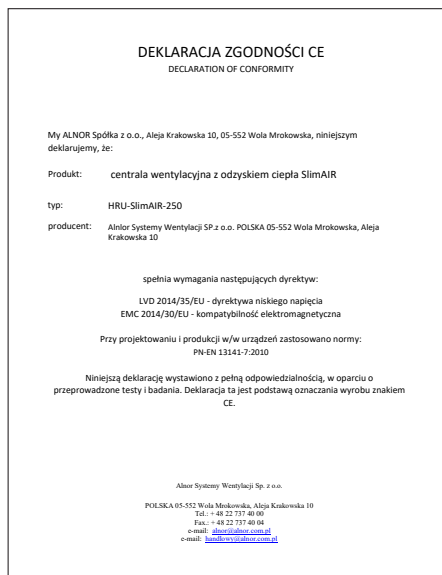 DEKLARACJA ZGODNOŚCI CE
DECLARATION OF CONFORMITY
My ALNOR Spółka z o.o., Aleja Krakowska 10, 05-552 Wola Mrokowska, niniejszym
deklarujemy, że:
Produkt: centrala wentylacyjna z odzyskiem ciepła SlimAIR
typ: HRU-SlimAIR-250
producent: Alnlor Systemy Wentylacji SP.z o.o. POLSKA 05-552 Wola Mrokowska, Aleja
Krakowska 10
spełnia wymagania następujących dyrektyw:
LVD 2014/35/EU - dyrektywa niskiego napięcia
EMC 2014/30/EU - kompatybilność elektromagnetyczna
Przy projektowaniu i produkcji w/w urządzeń zastosowano normy:
PN-EN 13141-7:2010
Niniejszą deklarację wystawiono z pełną odpowiedzialnością, w oparciu o
przeprowadzone testy i badania. Deklaracja ta jest podstawą oznaczania wyrobu znakiem
CE.
Alnor Systemy Wentylacji Sp. z o.o.
POLSKA 05-552 Wola Mrokowska, Aleja Krakowska 10
Tel.: + 48 22 737 40 00
Fax.: + 48 22 737 40 04
e-mail: alnor@alnor.com.pl
e-mail: handlowy@alnor.com.pl